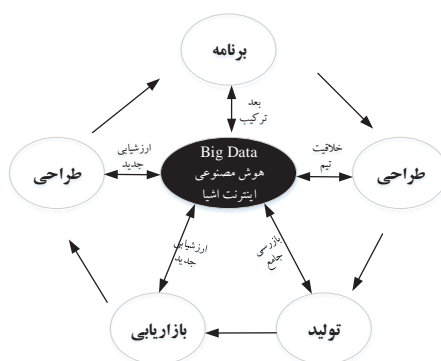 برنامه
بعد
ترکیب
Big Data
هوش مصنوعی
اینترنت اشیا
خلاقیت
تیم
طراحی
بازرسی
جامع
تولید
ارزشیابی
جدید
بازاریابی
ارزشیابی
جدید
طراحی